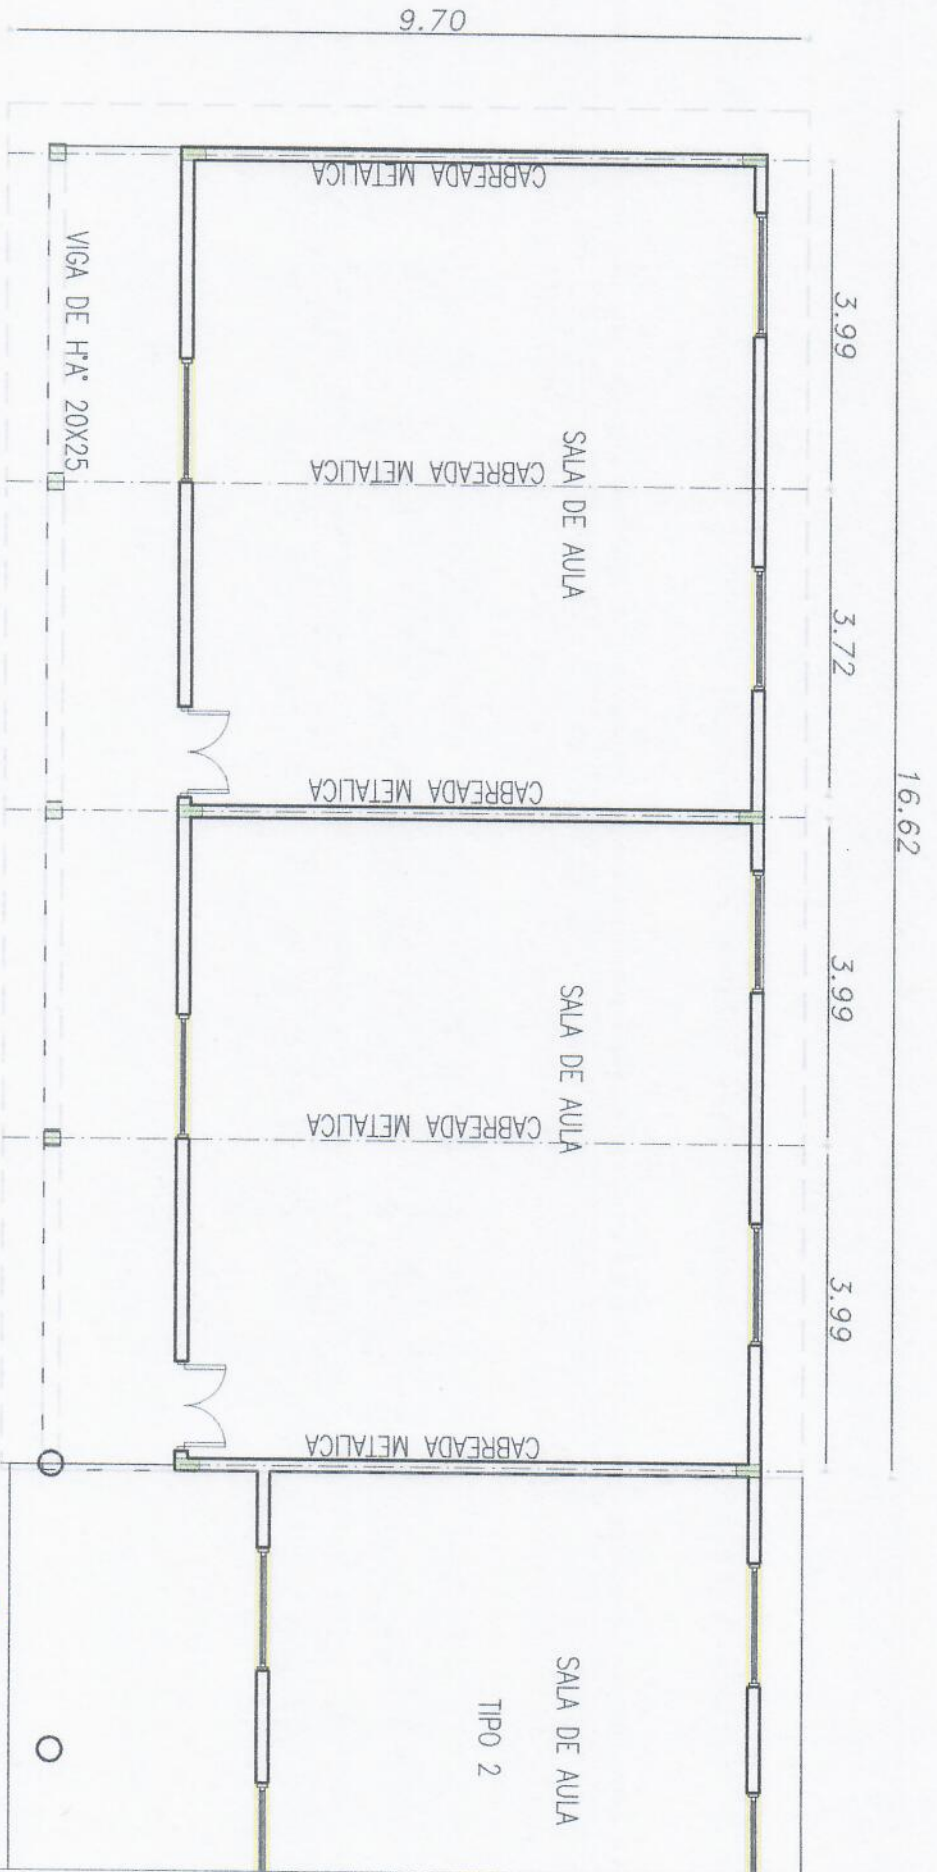 9.70
16.62
3.99
3.72
3.99
3.99
CABREADA METALICA
SALA DE AULA
VIGA DE H°A° 20X25
CABREADA METALICA
CABREADA METALICA
SALA DE AULA
CABREADA METALICA
CABREADA METALICA
SALA DE AULA
TIPO 2